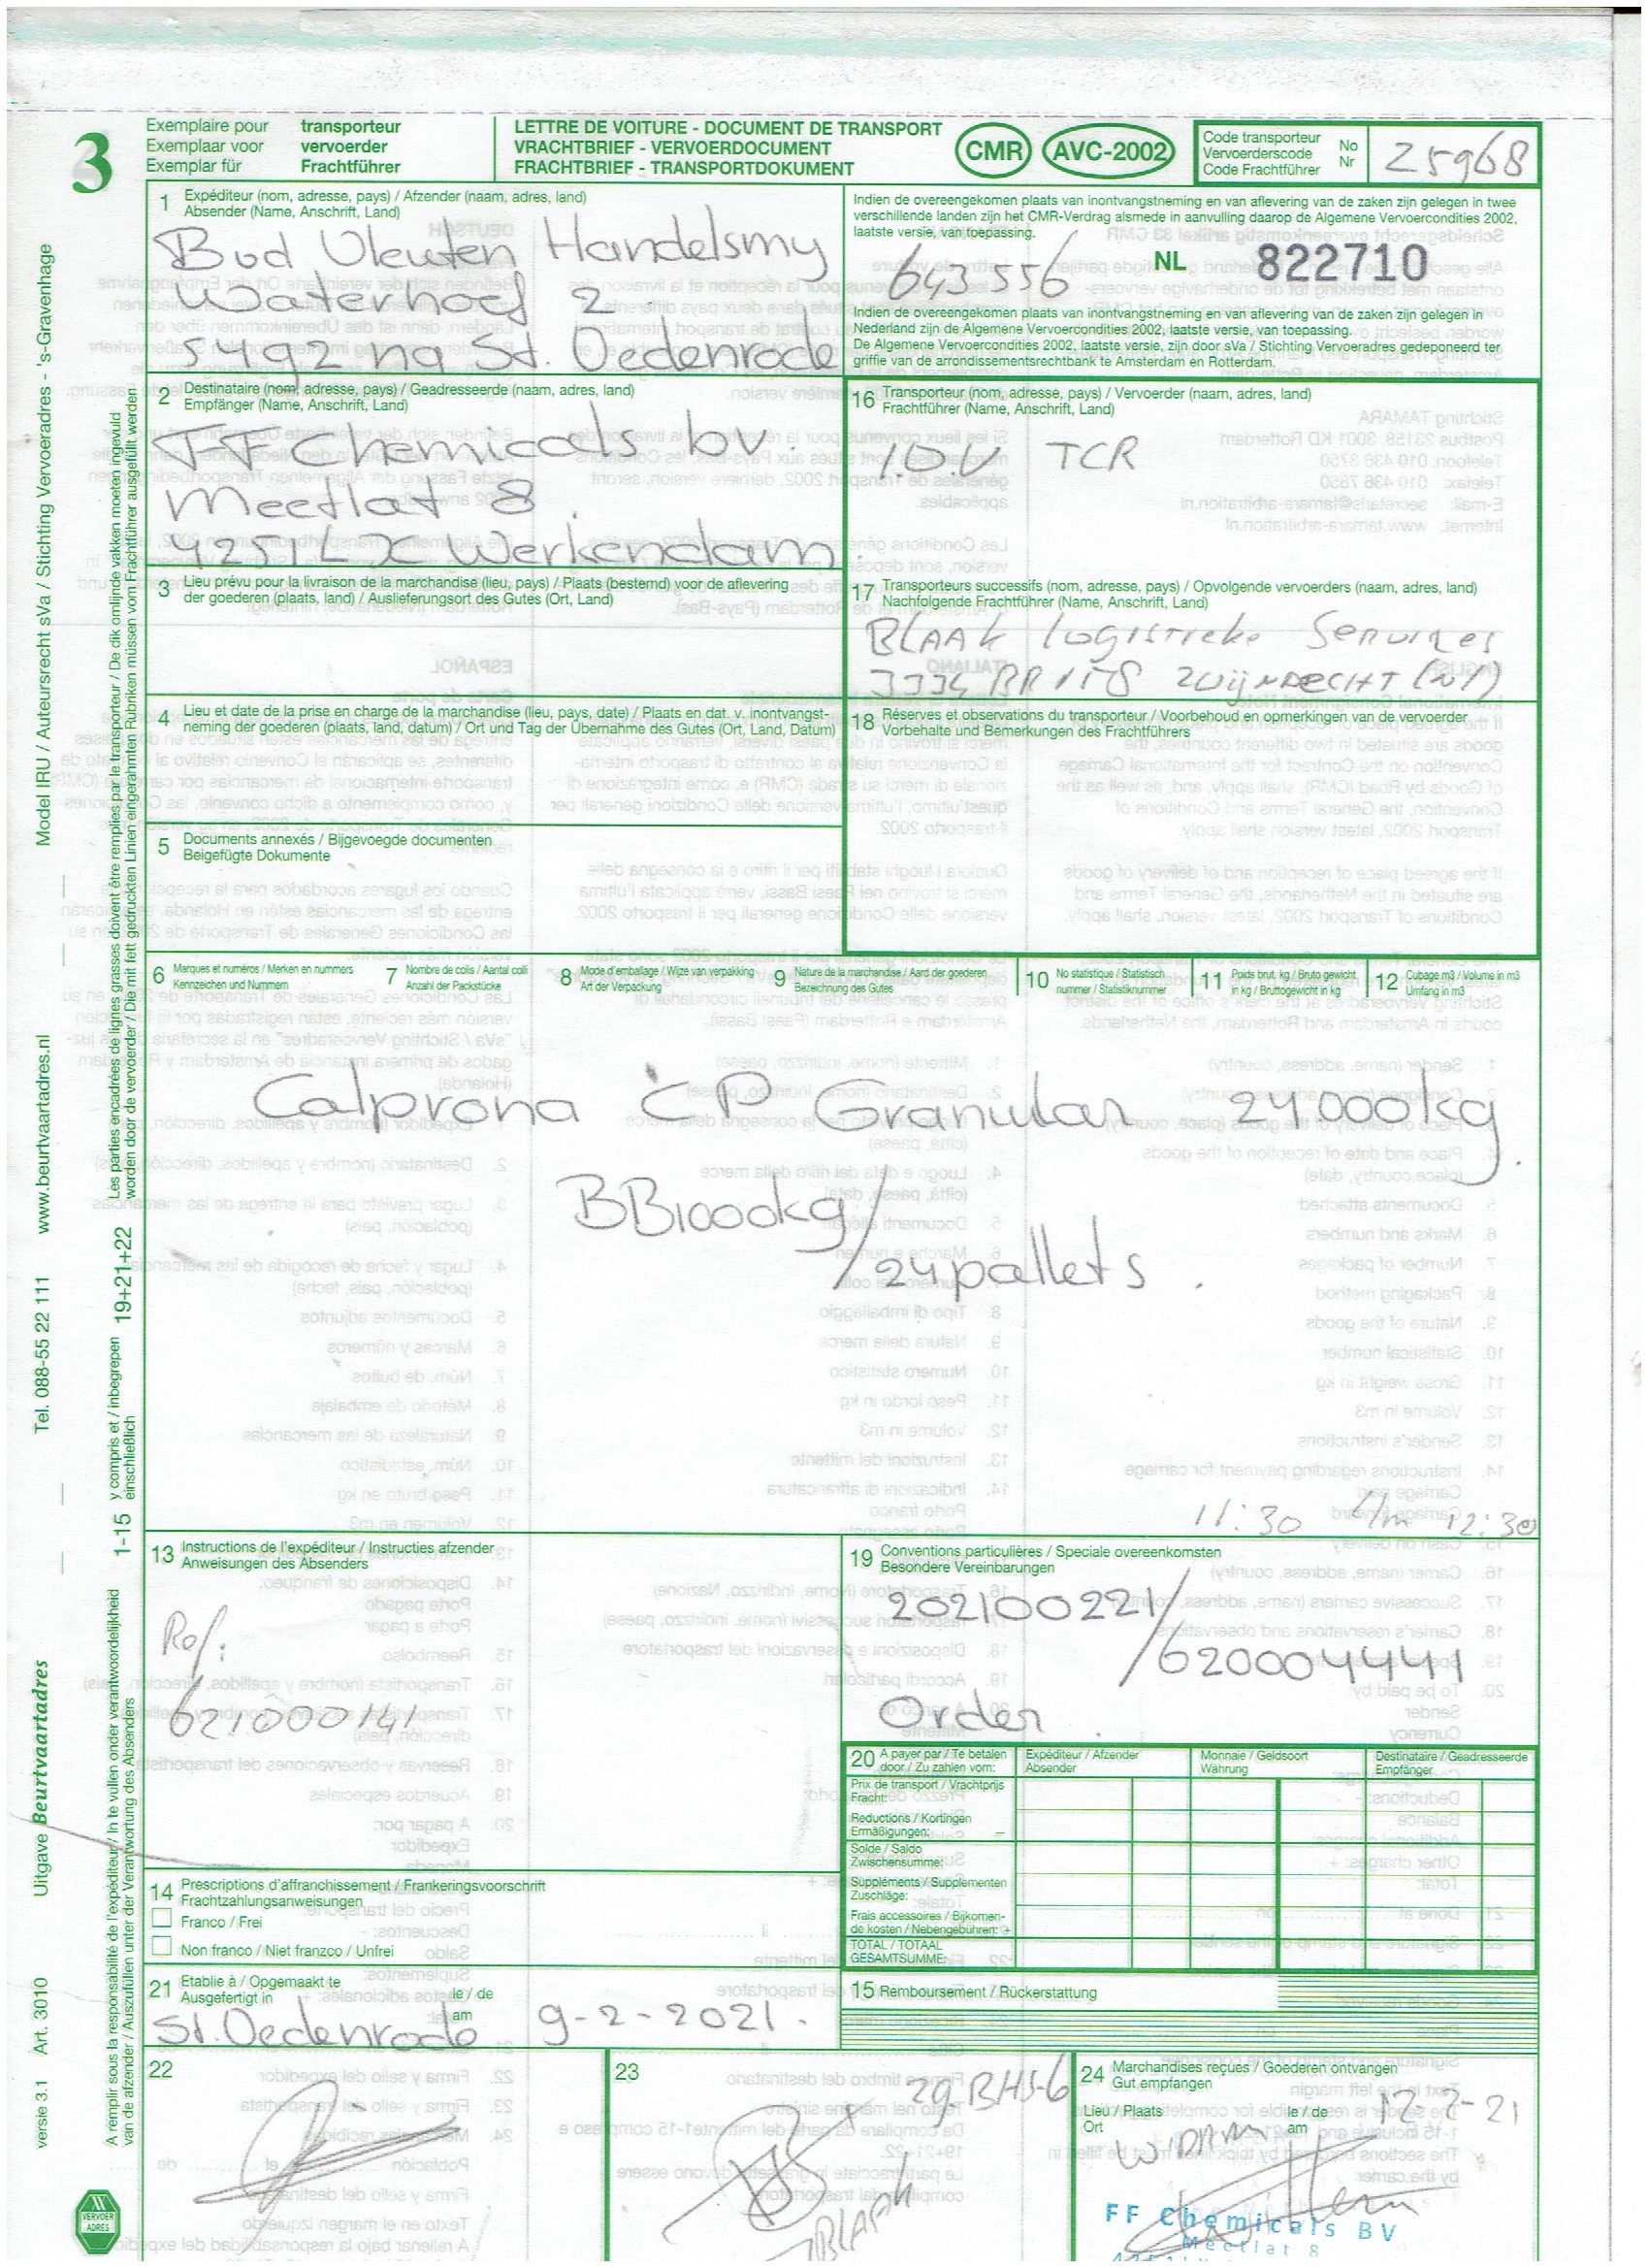 3
Exemplaire pour transporteur
Exemplaar voor vervoerder
Exemplar für Frachtführer
LETTRE DE VOITURE - DOCUMENT DE TRANSPORT
VRACHTBRIEF - VERVOERDOCUMENT
FRACHTBRIEF - TRANSPORTDOKUMENT
CMR AVC-2002
Code transporteur
Vervoerderscode
Code Frachtführer
No
Nr
25968
1 Expéditeur (nom, adresse, pays) / Afzender (naam, adres, land)
Absender (Name, Anschrift, Land)
Bud Vleuten Handelsmy
Waterhoef 2
5492 na St. Oedenrode
Indien de overeengekomen plaats van inontvangstneming en van aflevering van de zaken zijn gelegen in twee
verschillende landen zijn het CMR-Verdrag alsmede in aanvulling daarop de Algemene Vervoercondities 2002,
laatste versie, van toepassing.
643556
NL 822710
Indien de overeengekomen plaats van inontvangstneming en van aflevering van de zaken zijn gelegen in
Nederland zijn de Algemene Vervoercondities 2002, laatste versie, van toepassing.
De Algemene Vervoercondities 2002, laatste versie, zijn door sVa / Stichting Vervoeradres gedeponeerd ter
griffie van de arrondissementsrechtbank te Amsterdam en Rotterdam.
2 Destinataire (nom, adresse, pays) / Geadresseerde (naam, adres, land)
Empfänger (Name, Anschrift, Land)
FF Chemicals bv.
Meetlat 8
4251 LX Werkendam.
16 Transporteur (nom, adresse, pays) / Vervoerder (naam, adres, land)
Frachtführer (Name, Anschrift, Land)
I.O.V TCR
3 Lieu prévu pour la livraison de la marchandise (lieu, pays) / Plaats (bestemd) voor de aflevering
der goederen (plaats, land) / Auslieferungsort des Gutes (Ort, Land)
17 Transporteurs successifs (nom, adresse, pays) / Opvolgende vervoerders (naam, adres, land)
Nachfolgende Frachtführer (Name, Anschrift, Land)
BLAAK Logistieke Services
3334 BR 175 ZWIJNDRECHT (NL)
4 Lieu et date de la prise en charge de la marchandise (lieu, pays, date) / Plaats en dat. v. inontvangst-
neming der goederen (plaats, land, datum) / Ort und Tag der Übernahme des Gutes (Ort, Land, Datum)
18 Réserves et observations du transporteur / Voorbehoud en opmerkingen van de vervoerder
Vorbehalte und Bemerkungen des Frachtführers
5 Documents annexés / Bijgevoegde documenten
Beigefügte Dokumente
6 Marques et numéros / Merken en nummers
Kennzeichen und Nummern
7 Nombre de colis / Aantal colli
Anzahl der Packstücke
8 Mode d'emballage / Wijze van verpakking
Art der Verpackung
9 Nature de la marchandise / Aard der goederen
Bezeichnung des Gutes
10 No statistique / Statistisch
nummer / Statistiknummer
11 Poids brut, kg / Bruto gewicht
in kg / Bruttogewicht in kg
12 Cubage m3 / Volume in m3
Umfang in m3
Calprona CP Granular 24000kg.
BB1000kg/
/24pallets.
11:30 t/m 12:30
13 Instructions de l'expéditeur / Instructies afzender
Anweisungen des Absenders
Ref:
621000141
19 Conventions particulières / Speciale overeenkomsten
Besondere Vereinbarungen
202100221/
/620004441
Order.
20 A payer par / Te betalen
door / Zu zahlen vom:
Expéditeur / Afzender
Absender
Monnaie / Geldsoort
Währung
Destinataire / Geadresseerde
Empfänger
Prix de transport / Vrachtprijs
Fracht:
Reductions / Kortingen
Ermäßigungen: –
Solde / Saldo
Zwischensumme:
Suppléments / Supplementen
Zuschläge:
Frais accessoires / Bijkomen-
de kosten / Nebengebühren: +
TOTAL / TOTAAL
GESAMTSUMME:
14 Prescriptions d'affranchissement / Frankeringsvoorschrift
Frachtzahlungsanweisungen
Franco / Frei
Non franco / Niet franzco / Unfrei
21 Etablie à / Opgemaakt te
Ausgefertigt in
le / de
am
St. Oedenrode 9-2-2021.
15 Remboursement / Rückerstattung
22
23
29BHS-6
BLAAK
24 Marchandises reçues / Goederen ontvangen
Gut empfangen
Lieu / Plaats
Ort
le / de
am
12-2-21
FF Chemicals BV
Meetlat 8
Model IRU / Auteursrecht sVa / Stichting Vervoeradres - 's-Gravenhage
www.beurtvaartadres.nl
Tel. 088-55 22 111
Uitgave Beurtvaartadres
Art. 3010
versie 3.1
Les parties encadrées de lignes grasses doivent être remplies par le transporteur / De dik omlijnde vakken moeten ingevuld
worden door de vervoerder / Die mit fett gedruckten Linien eingerahmten Rubriken müssen vom Frachtführer ausgefüllt werden
19+21+22
y compris et / inbegrepen
einschließlich
1-15
A remplir sous la responsabilité de l'expéditeur / In te vullen onder verantwoordelijkheid
van de afzender / Auszufüllen unter der Verantwortung des Absenders
VERVOER
ADRES